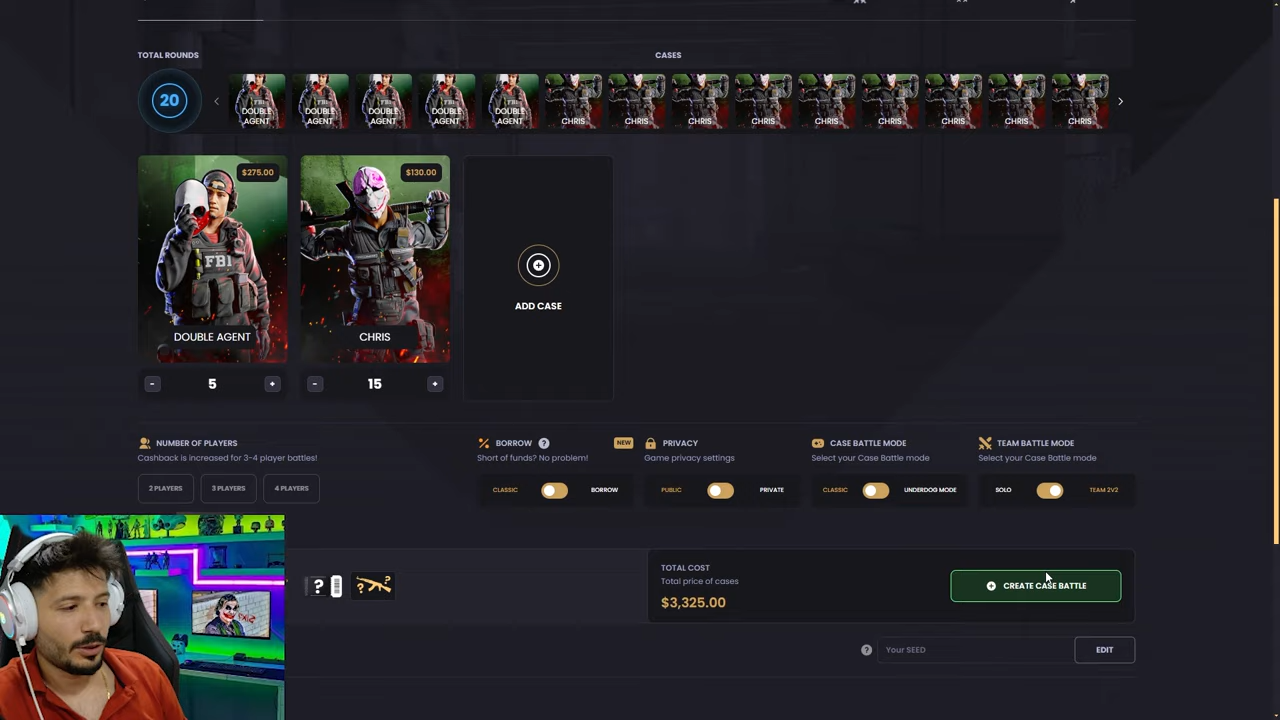 TOTAL ROUNDS
CASES
20
DOUBLE AGENT
DOUBLE AGENT
DOUBLE AGENT
DOUBLE AGENT
DOUBLE AGENT
CHRIS
CHRIS
CHRIS
CHRIS
CHRIS
CHRIS
CHRIS
CHRIS
CHRIS
$275.00
$130.00
FBI
DOUBLE AGENT
CHRIS
ADD CASE
- 5 +
- 15 +
NUMBER OF PLAYERS
Cashback is increased for 3-4 player battles!
2 PLAYERS
3 PLAYERS
4 PLAYERS
BORROW ?
NEW
Short of funds? No problem!
CLASSIC
BORROW
PRIVACY
Game privacy settings
PUBLIC
PRIVATE
CASE BATTLE MODE
Select your Case Battle mode
CLASSIC
UNDERDOG MODE
TEAM BATTLE MODE
Select your Case Battle mode
SOLO
TEAM 2V2
TOTAL COST
Total price of cases
$3,325.00
CREATE CASE BATTLE
? Your SEED
EDIT